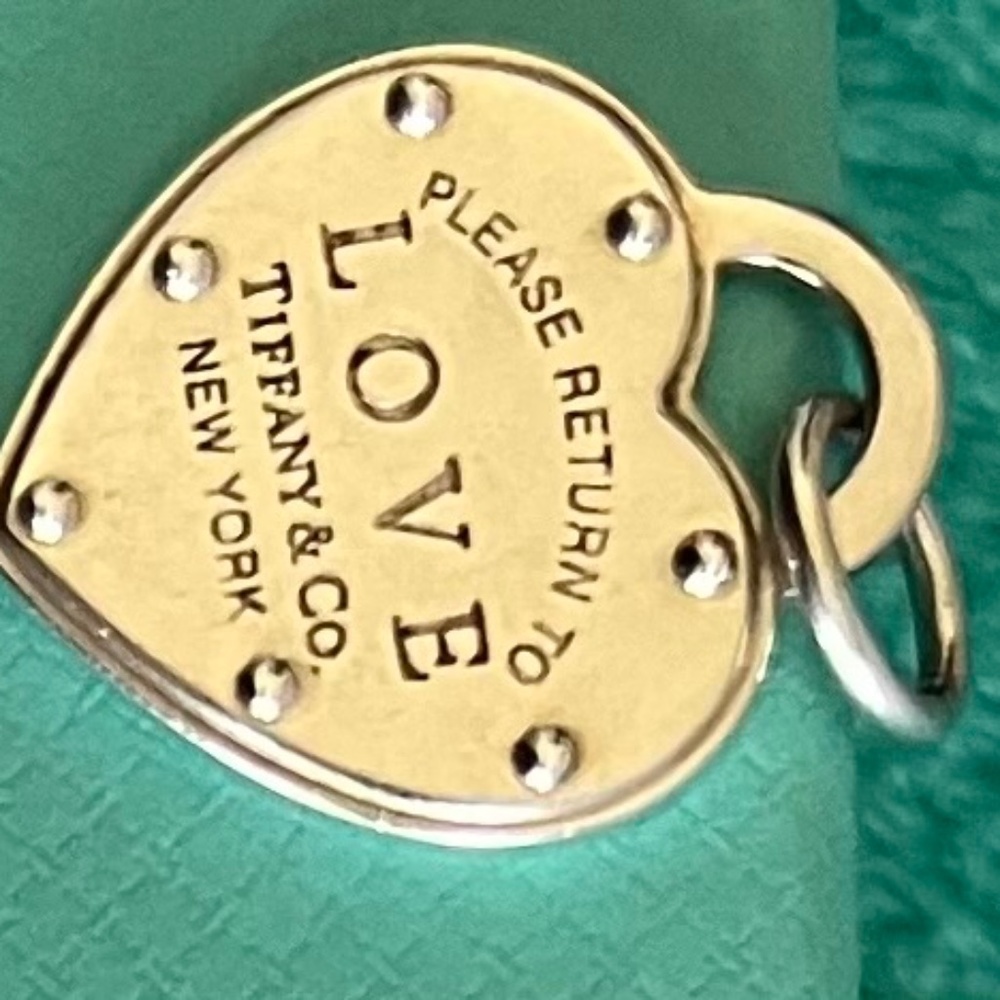 PLEASE RETURN TO
LOVE
TIFFANY & CO.
NEW YORK